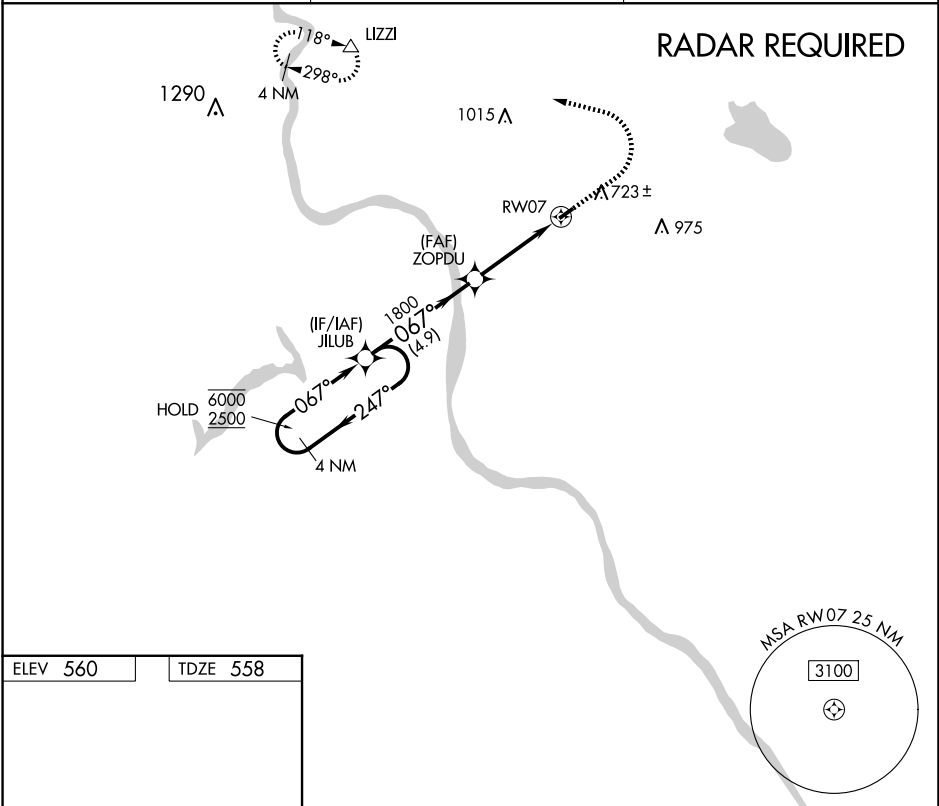 118°
LIZZI
298°
4 NM
RADAR REQUIRED
1290
1015
723±
RW07
975
(FAF)
ZOPDU
1800
067°
(4.9)
(IF/IAF)
JILUB
HOLD
6000
2500
067°
247°
4 NM
MSA RW07 25 NM
3100
ELEV 560
TDZE 558